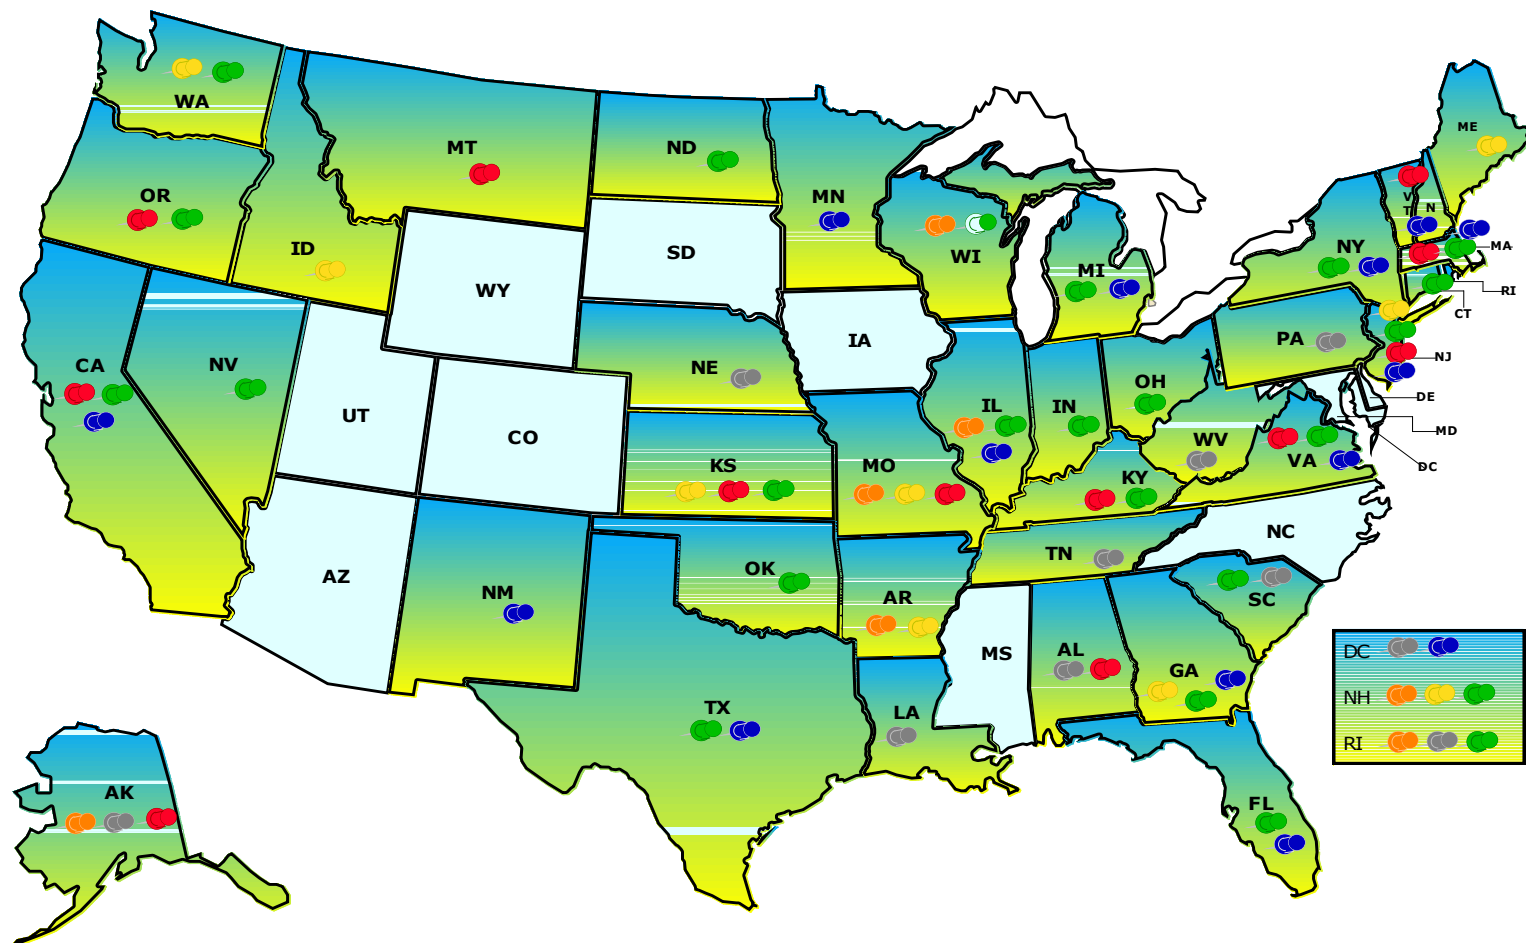 WA
ME
MT
ND
OR
MN
V
T
N
ID
WI
NY
MA
SD
MI
WY
RI
CT
IA
PA
NJ
CA
NV
NE
OH
DE
UT
IL
IN
CO
MD
WV
VA
KS
MO
KY
DC
NC
TN
AZ
OK
NM
AR
SC
MS
AL
GA
DC
NH
RI
TX
LA
AK
FL